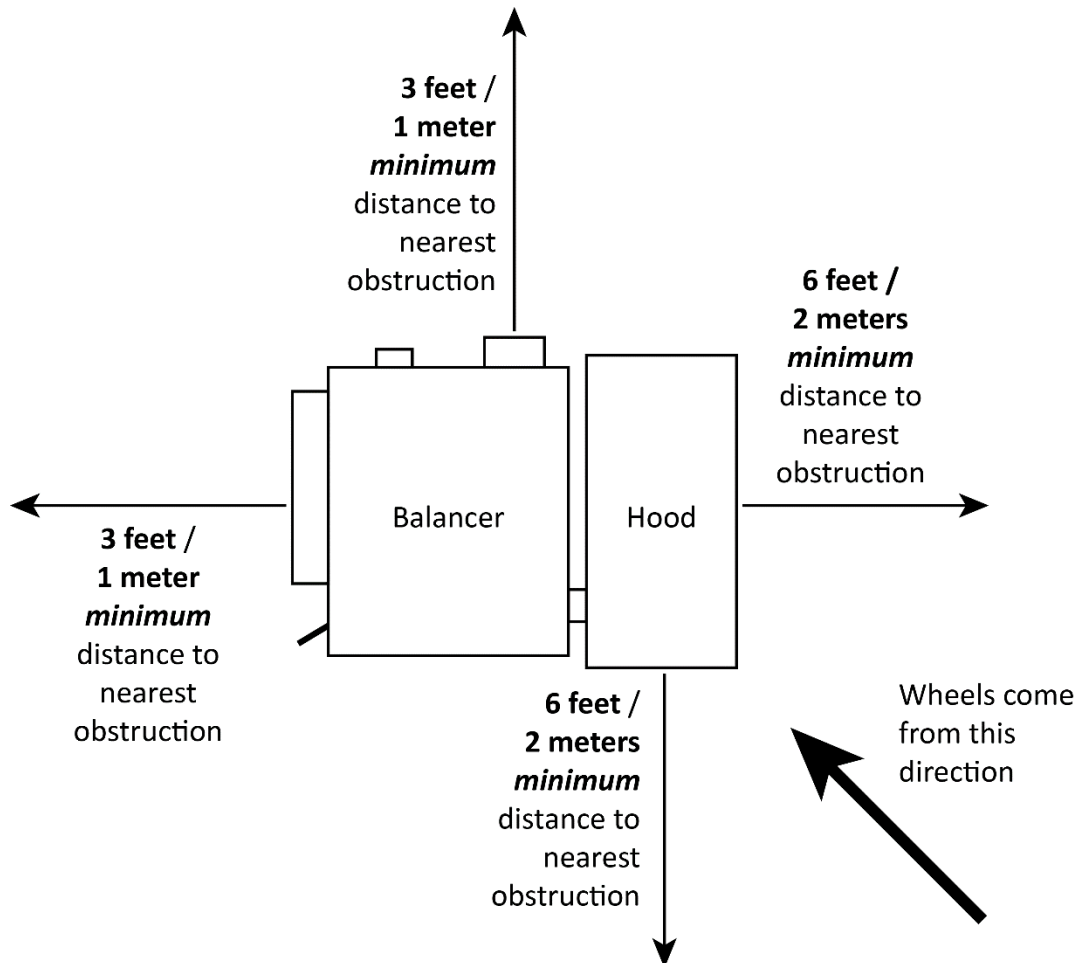 3 feet /
1 meter
minimum
distance to
nearest
obstruction
6 feet /
2 meters
minimum
distance to
nearest
obstruction
Balancer
Hood
3 feet /
1 meter
minimum
distance to
nearest
obstruction
6 feet /
2 meters
minimum
distance to
nearest
obstruction
Wheels come
from this
direction